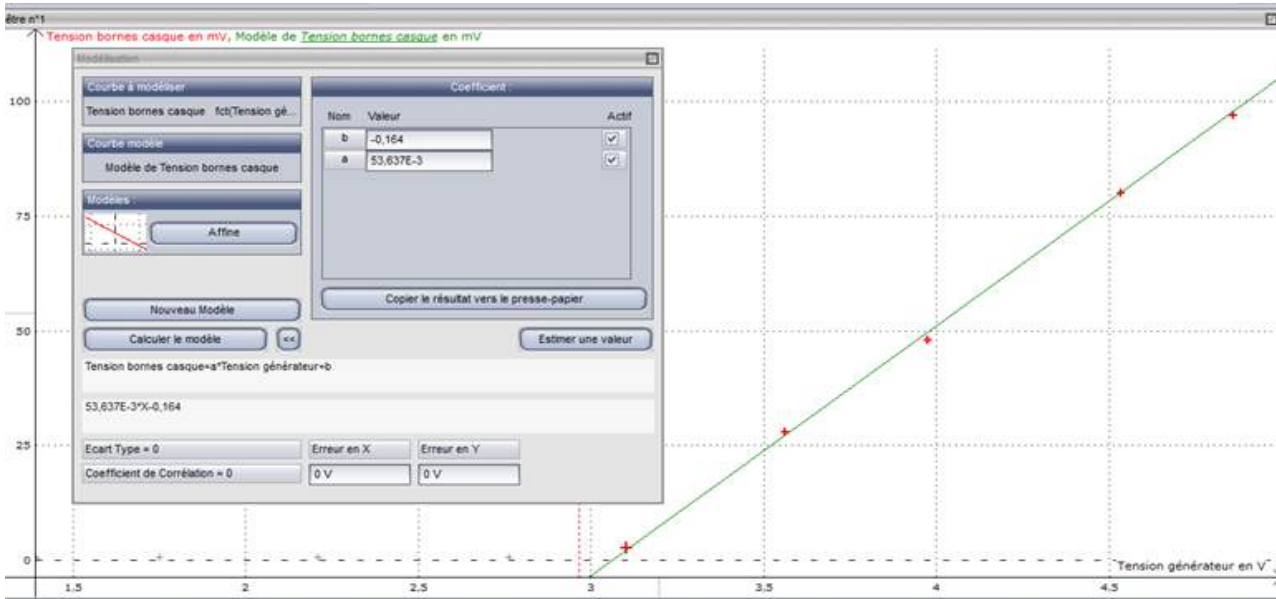 être n°1
Tension bornes casque en mV, Modèle de Tension bornes casque en mV
Modélisation
Courbe à modéliser
Tension bornes casque fct(Tension gé...
Courbe modèle
Modèle de Tension bornes casque
Modèles :
Affine
Coefficient :
Nom Valeur Actif
b -0,164
a 53,637E-3
Copier le résultat vers le presse-papier
Nouveau Modèle
Calculer le modèle <<
Estimer une valeur
Tension bornes casque=a*Tension générateur+b
53,637E-3*X-0,164
Ecart Type = 0 Erreur en X Erreur en Y
Coefficient de Corrélation = 0 0 V 0 V
100
75
50
25
0
Tension générateur en V
1,5 2 2,5 3 3,5 4 4,5